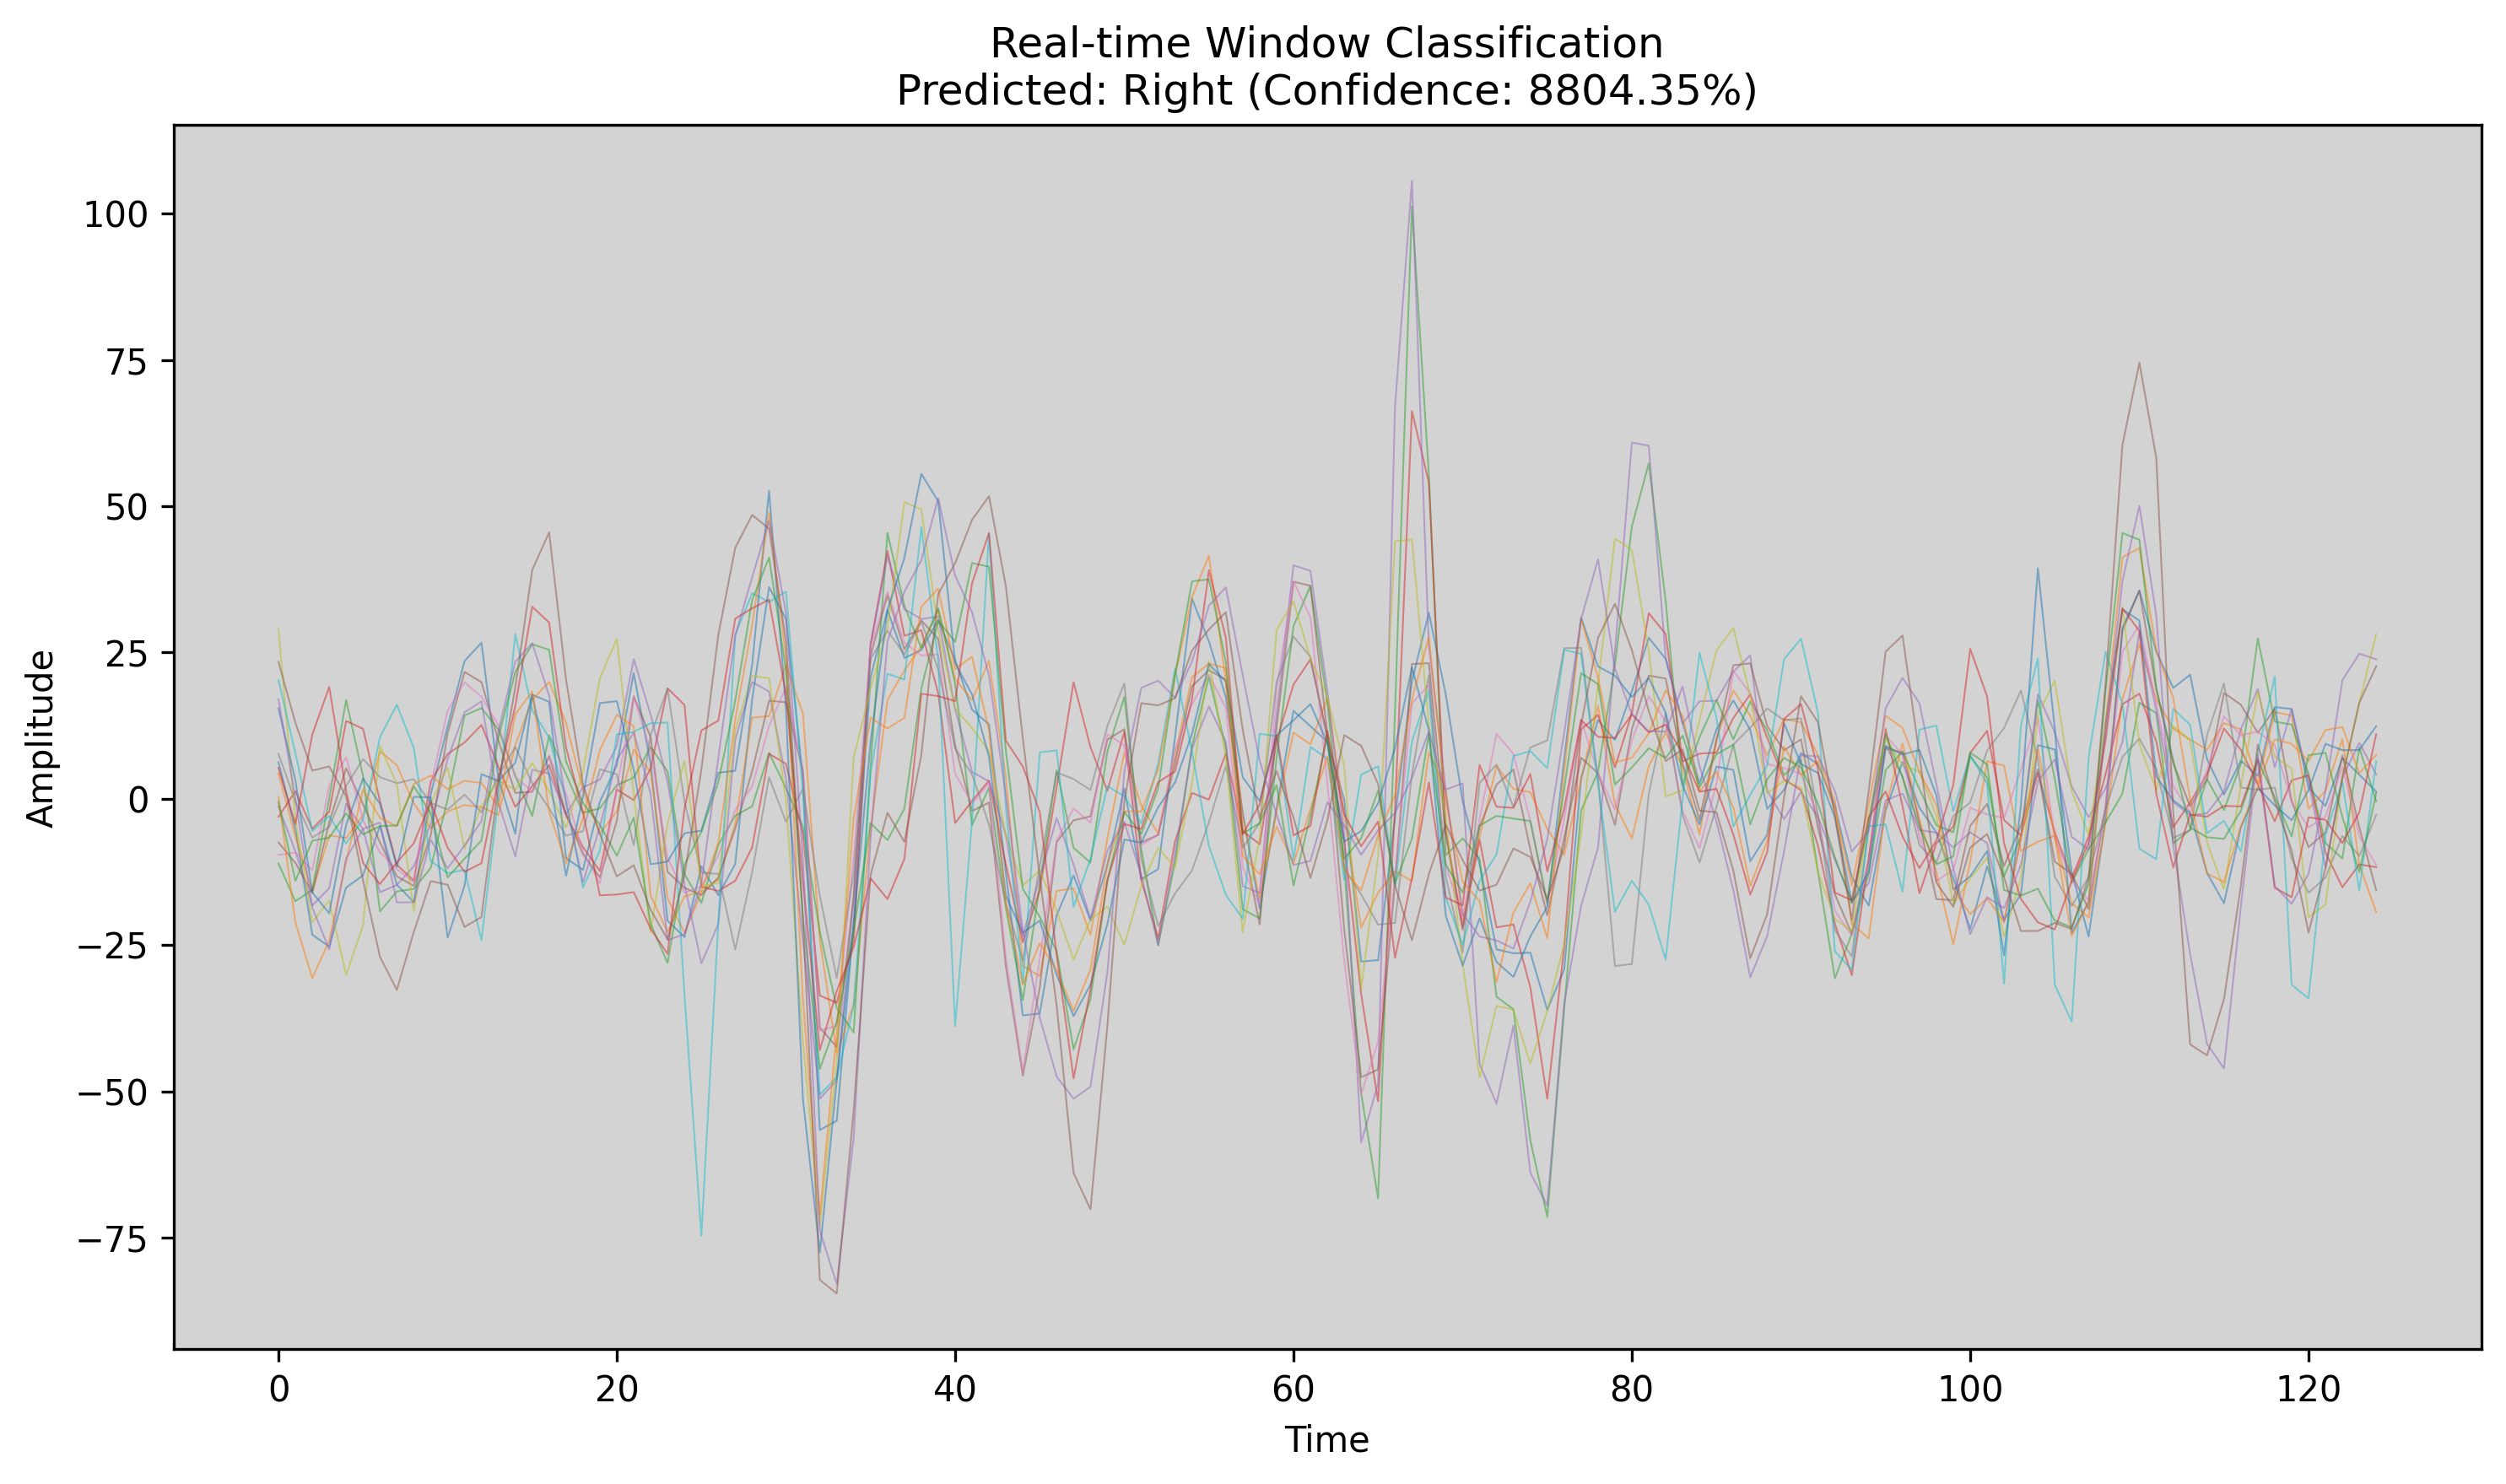 Real-time Window Classification
Predicted: Right (Confidence: 8804.35%)
Amplitude
100
75
50
25
0
−25
−50
−75
0 20 40 60 80 100 120
Time